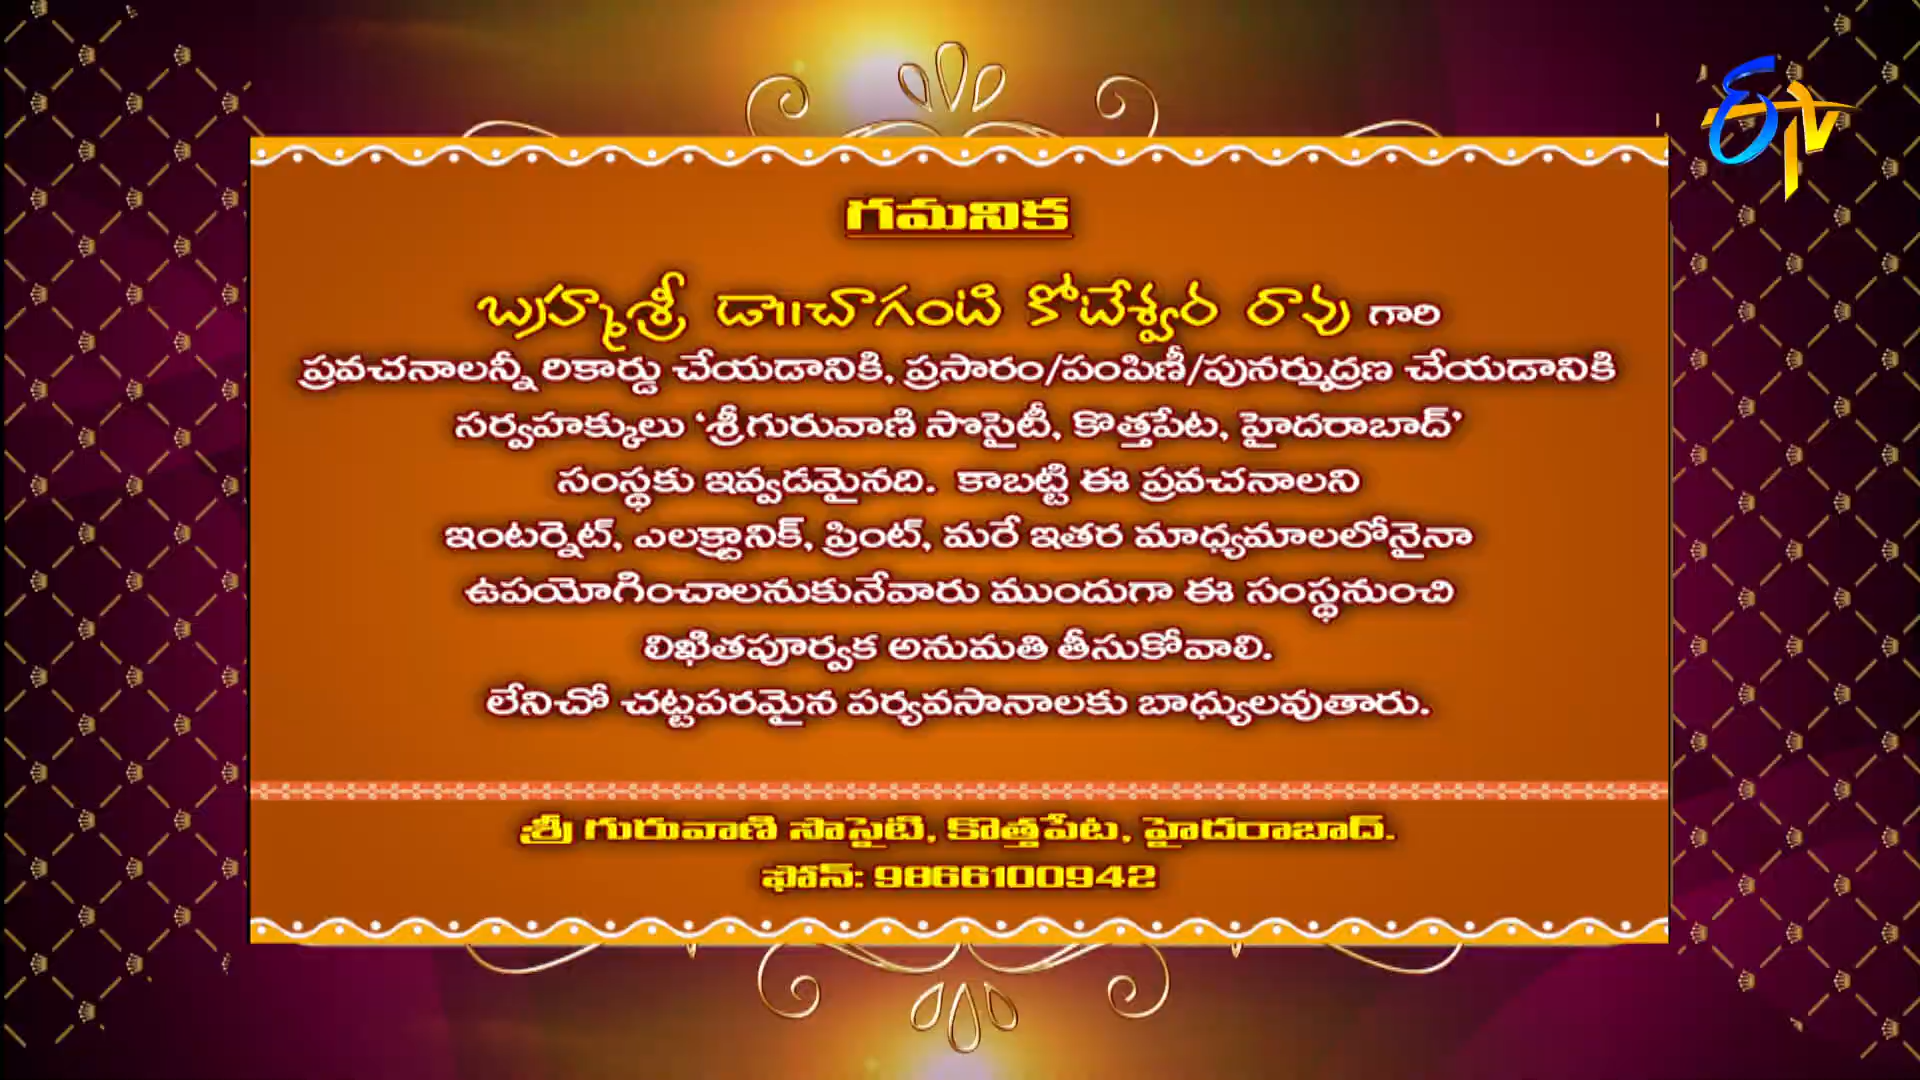 ఈTV
గమనిక
బ్రహ్మశ్రీ డా॥చాగంటి కోటేశ్వర రావు గారి
ప్రవచనాలన్నీ రికార్డు చేయడానికి, ప్రసారం/పంపిణీ/పునర్ముద్రణ చేయడానికి
సర్వహక్కులు ‘శ్రీగురువాణి సొసైటీ, కొత్తపేట, హైదరాబాద్’
సంస్థకు ఇవ్వడమైనది. కాబట్టి ఈ ప్రవచనాలని
ఇంటర్నెట్, ఎలక్ట్రానిక్, ప్రింట్, మరే ఇతర మాధ్యమాలలోనైనా
ఉపయోగించాలనుకునేవారు ముందుగా ఈ సంస్థనుంచి
లిఖితపూర్వక అనుమతి తీసుకోవాలి.
లేనిచో చట్టపరమైన పర్యవసానాలకు బాధ్యులవుతారు.
శ్రీ గురువాణి సొసైటి, కొత్తపేట, హైదరాబాద్.
ఫోన్: 9866100942